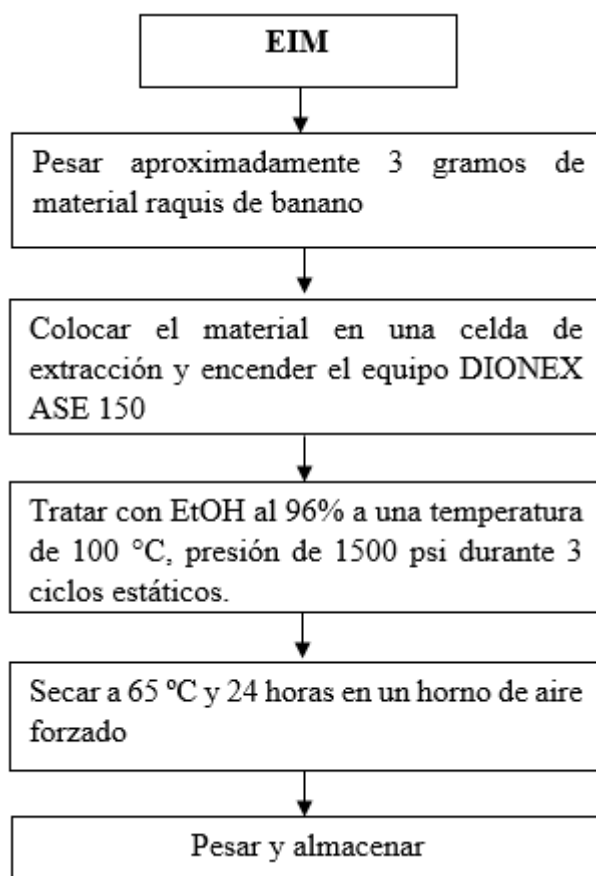 EIM
Pesar aproximadamente 3 gramos de
material raquis de banano
Colocar el material en una celda de
extracción y encender el equipo DIONEX
ASE 150
Tratar con EtOH al 96% a una temperatura
de 100 °C, presión de 1500 psi durante 3
ciclos estáticos.
Secar a 65 ºC y 24 horas en un horno de aire
forzado
Pesar y almacenar